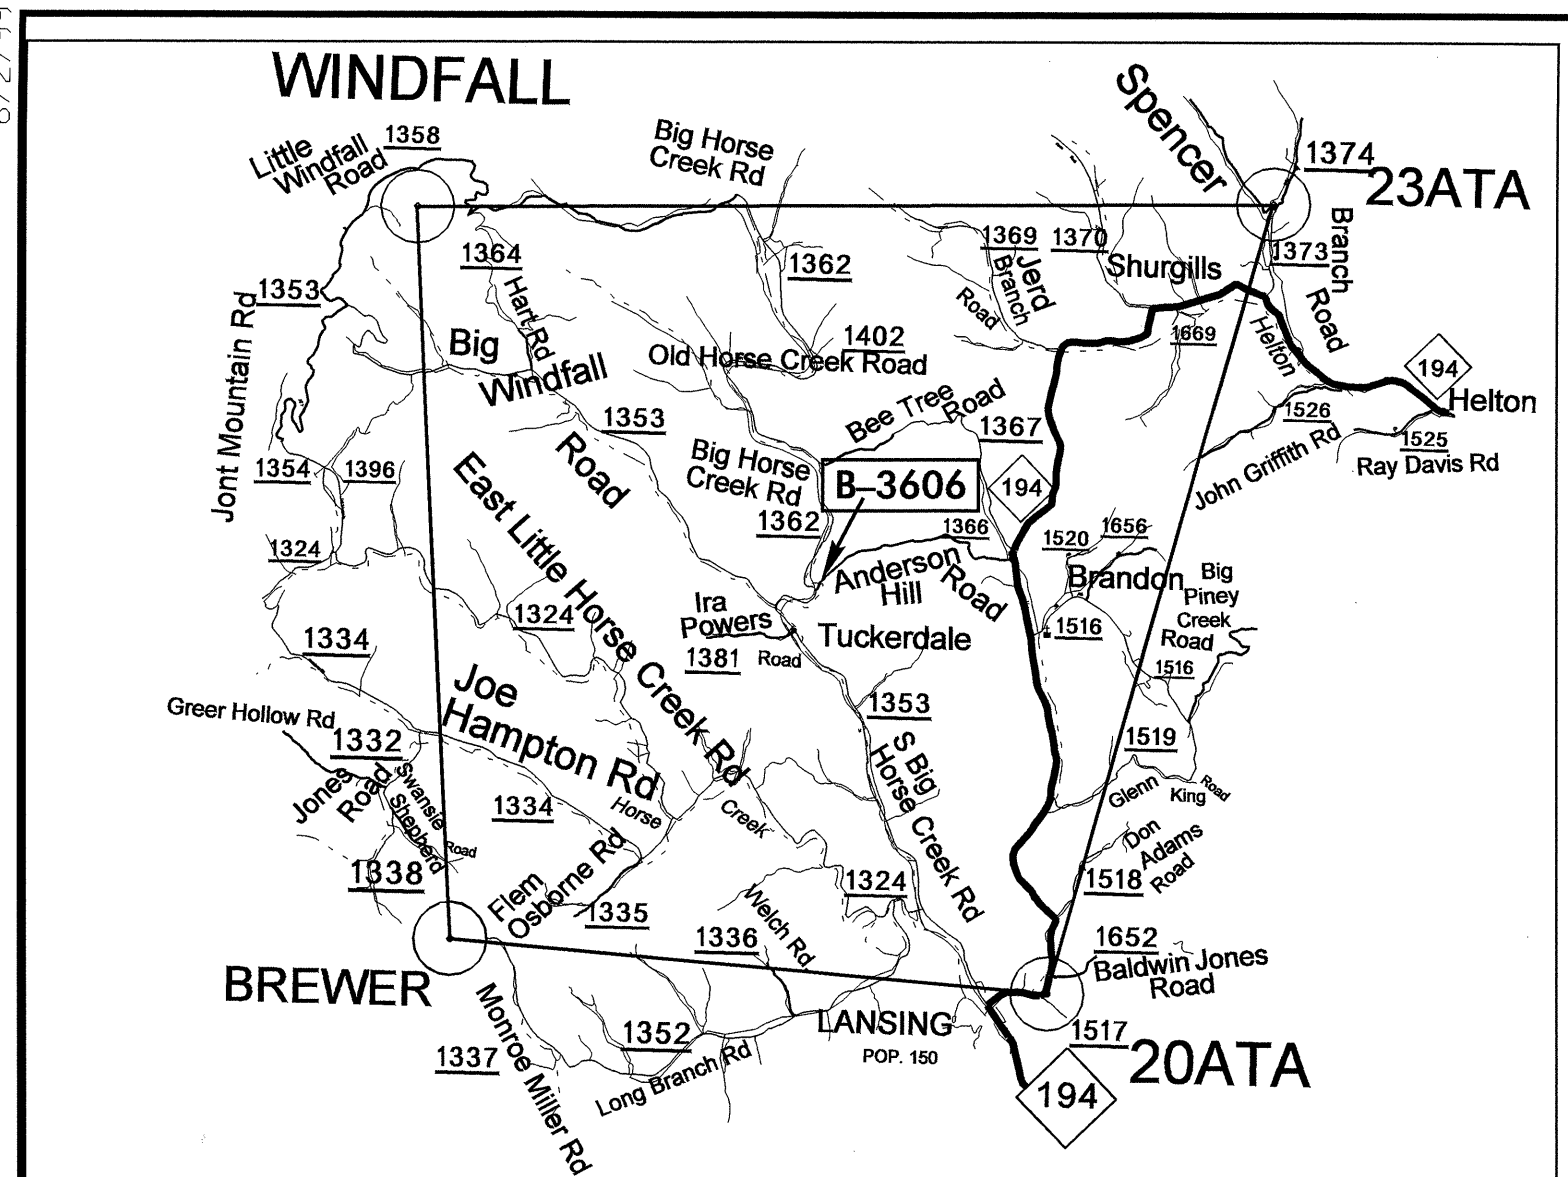 WINDFALL
Little
Windfall
Road
1358
Big Horse
Creek Rd
Spencer
1374
23ATA
Branch
Road
1373
1364
Hart Rd
1362
1369
Jerd
Branch
Road
1370
Shurgills
1353
Jont Mountain Rd
Big
Windfall
Road
1402
Old Horse Creek Road
1669
Helton
194
Helton
1526
John Griffith Rd
1525
Ray Davis Rd
1353
Bee Tree Road
1367
Big Horse
Creek Rd
B-3606
194
1362
1354
1396
1324
East Little Horse Creek Rd
1366
Anderson
Hill
Road
1520
1656
Brandon
Big
Piney
Creek
Road
1516
1516
1324
Ira
Powers
Road
1381
Tuckerdale
1334
Joe
Hampton Rd
Greer Hollow Rd
1332
Jones
Road
Swansie
Shepherd
Road
1353
S Big
Horse Creek Rd
1519
Glenn
King
Road
1334
Horse
Creek
Don
Adams
Road
1518
1338
Flem
Osborne Rd
1335
1324
Welch Rd
1336
1652
Baldwin Jones
Road
BREWER
Monroe Miller Rd
1337
1352
Long Branch Rd
LANSING
POP. 150
1517
20ATA
194